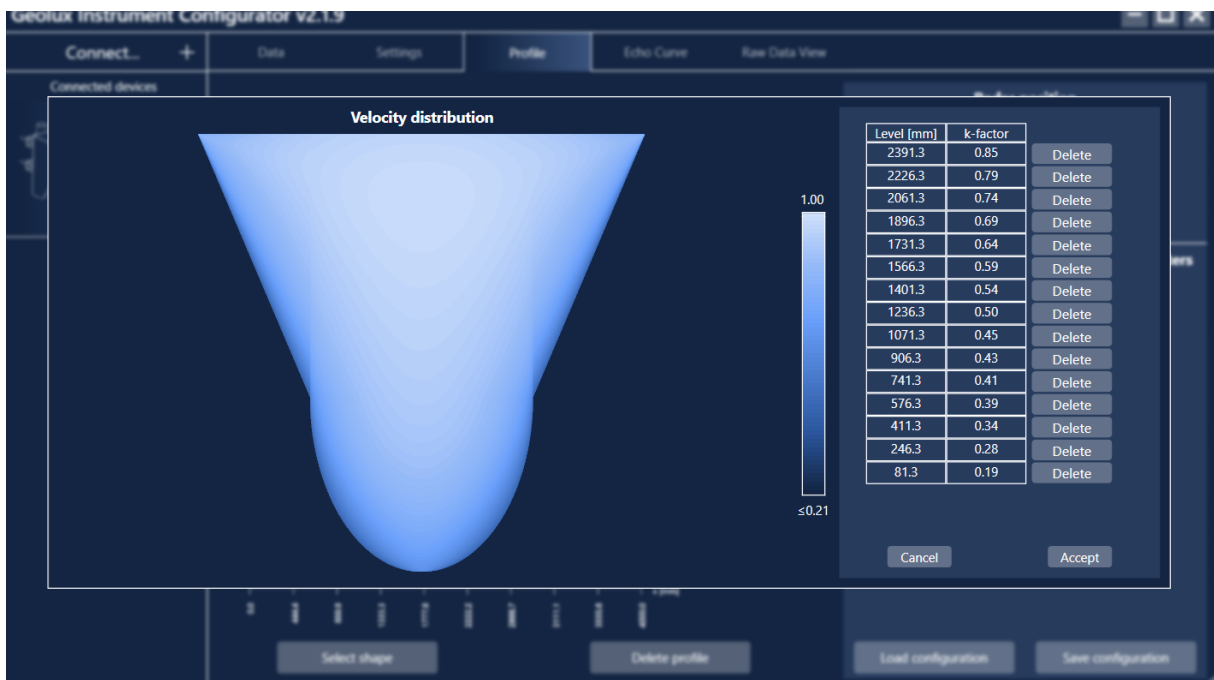 Geolux Instrument Configurator v2.1.9
Connect... +
Data Settings Profile Echo Curve Raw Data View
Connected devices
Velocity distribution
1.00
≤0.21
Level [mm] k-factor
2391.3 0.85 Delete
2226.3 0.79 Delete
2061.3 0.74 Delete
1896.3 0.69 Delete
1731.3 0.64 Delete
1566.3 0.59 Delete
1401.3 0.54 Delete
1236.3 0.50 Delete
1071.3 0.45 Delete
906.3 0.43 Delete
741.3 0.41 Delete
576.3 0.39 Delete
411.3 0.34 Delete
246.3 0.28 Delete
81.3 0.19 Delete
Cancel Accept
Select shape Delete profile Load configuration Save configuration